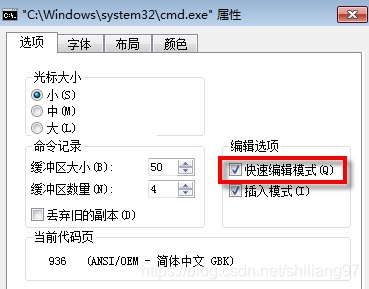 "C:\Windows\system32\cmd.exe" 属性
选项 字体 布局 颜色
光标大小
小(S)
中(M)
大(L)
命令记录
缓冲区大小(B): 50
缓冲区数量(N): 4
丢弃旧的副本(D)
编辑选项
快速编辑模式(Q)
插入模式(I)
当前代码页
936 (ANSI/OEM - 简体中文 GBK)
https://blog.csdn.net/shiliang97